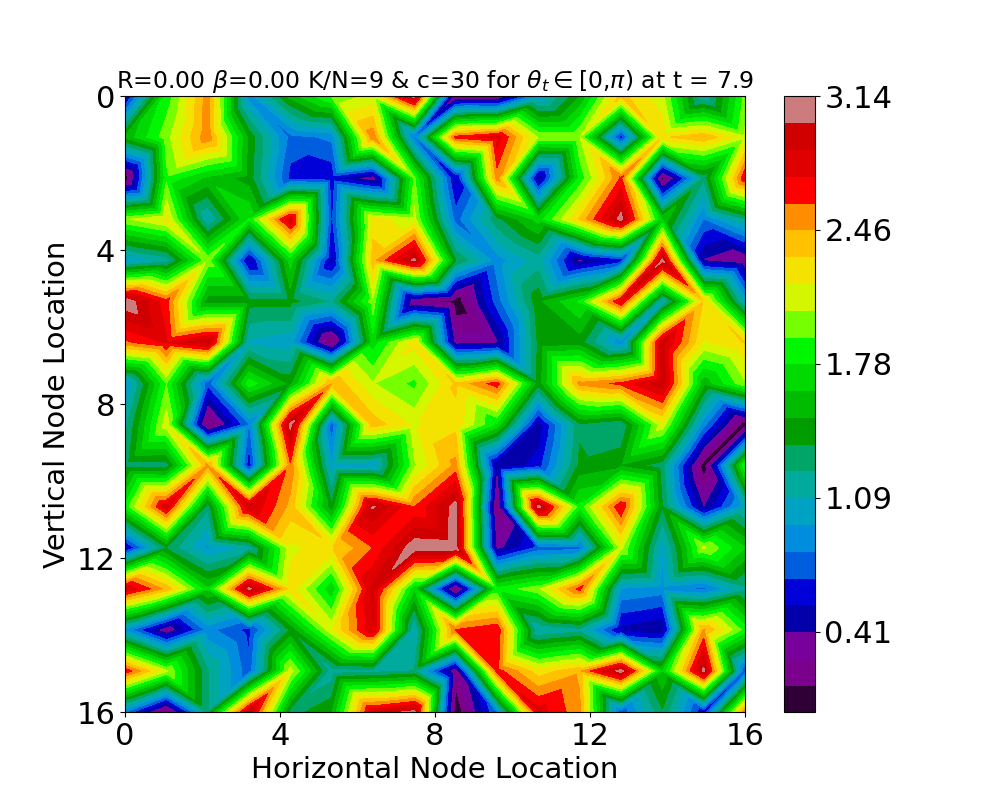 R=0.00 β=0.00 K/N=9 & c=30 for θₜ∈[0,π) at t = 7.9
0
4
8
12
16
Vertical Node Location
0 4 8 12 16
Horizontal Node Location
3.14
2.46
1.78
1.09
0.41